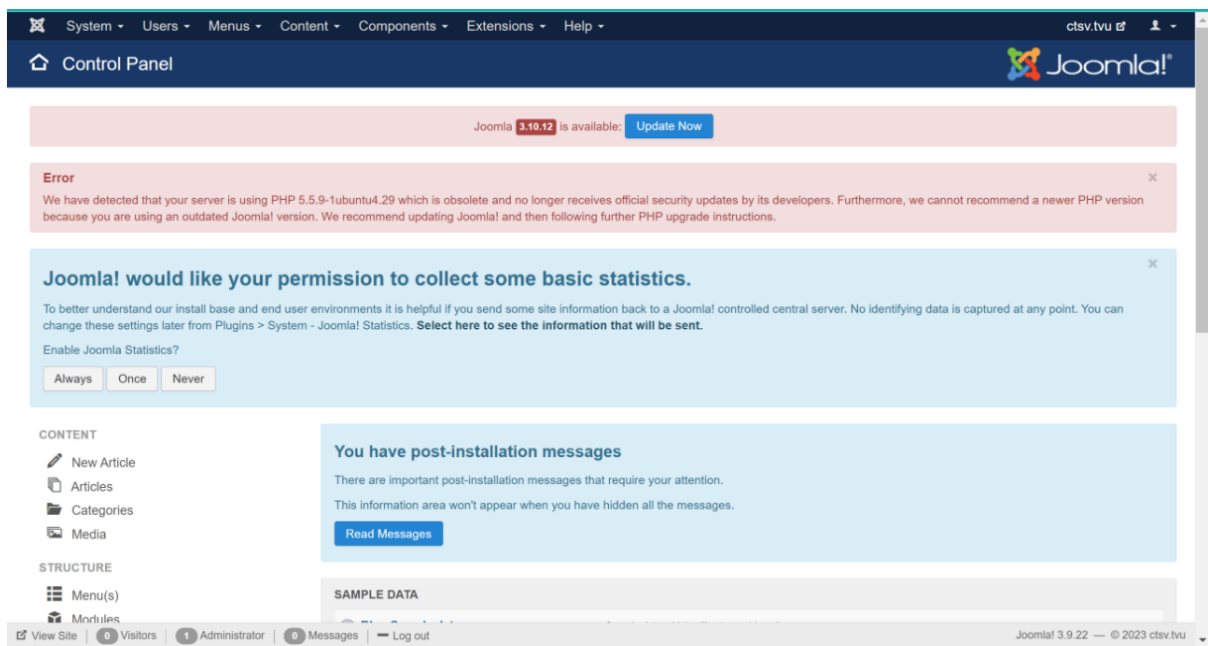 System Users Menus Content Components Extensions Help ctsv.tvu
Control Panel Joomla!®
Joomla 3.10.12 is available: Update Now
Error
We have detected that your server is using PHP 5.5.9-1ubuntu4.29 which is obsolete and no longer receives official security updates by its developers. Furthermore, we cannot recommend a newer PHP version
because you are using an outdated Joomla! version. We recommend updating Joomla! and then following further PHP upgrade instructions.
Joomla! would like your permission to collect some basic statistics.
To better understand our install base and end user environments it is helpful if you send some site information back to a Joomla! controlled central server. No identifying data is captured at any point. You can
change these settings later from Plugins > System - Joomla! Statistics. Select here to see the information that will be sent.
Enable Joomla Statistics?
Always Once Never
CONTENT
New Article
Articles
Categories
Media
STRUCTURE
Menu(s)
Modules
You have post-installation messages
There are important post-installation messages that require your attention.
This information area won't appear when you have hidden all the messages.
Read Messages
SAMPLE DATA
View Site 0 Visitors 1 Administrator 0 Messages Log out Joomla! 3.9.22 — © 2023 ctsv.tvu